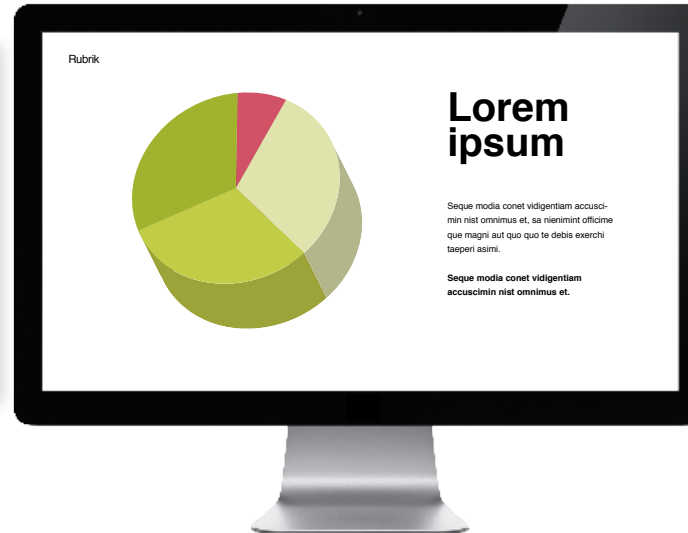 Rubrik
Lorem
ipsum
Seque modia conet vidigentiam accusci-
min nist omnimus et, sa nienimint officime
que magni aut quo quo te debis exerchi
taeperi asimi.
Seque modia conet vidigentiam
accuscimin nist omnimus et.